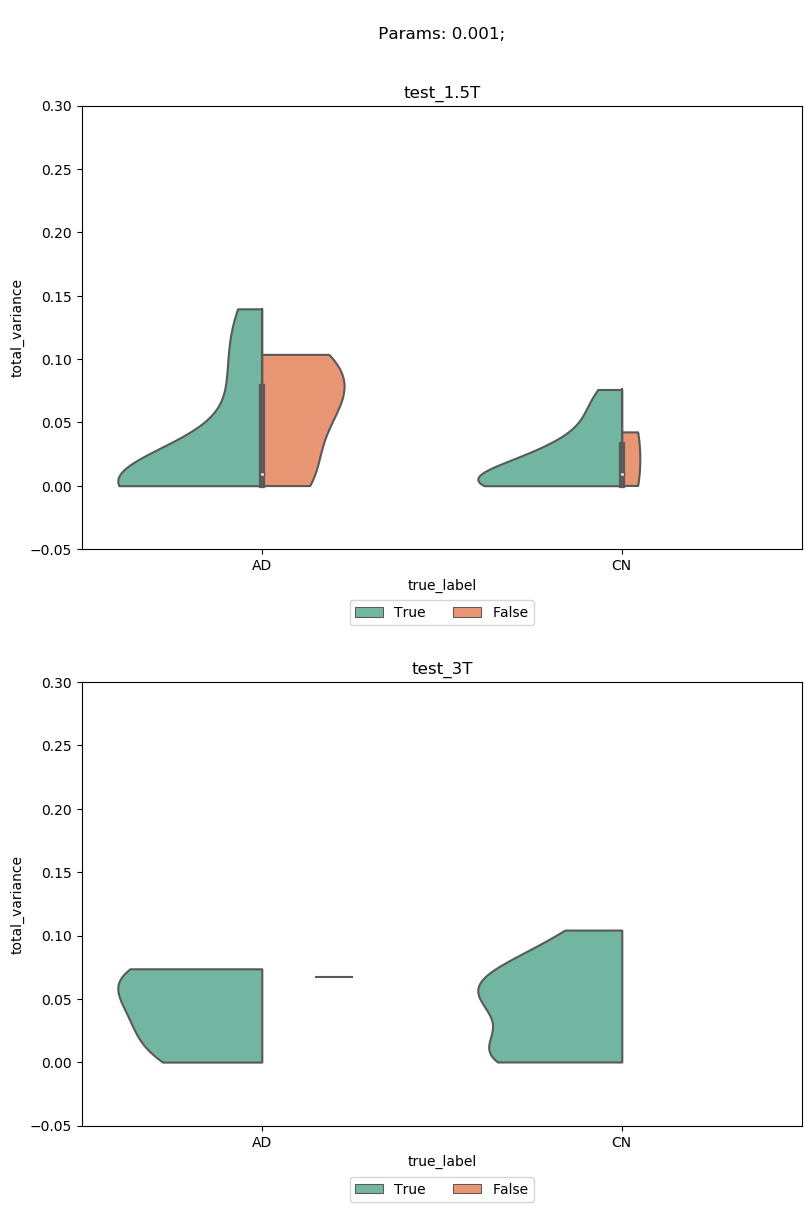 Params: 0.001;
test_1.5T
0.30
0.25
0.20
0.15
0.10
0.05
0.00
−0.05
total_variance
AD CN
true_label
True False
test_3T
0.30
0.25
0.20
0.15
0.10
0.05
0.00
−0.05
total_variance
AD CN
true_label
True False